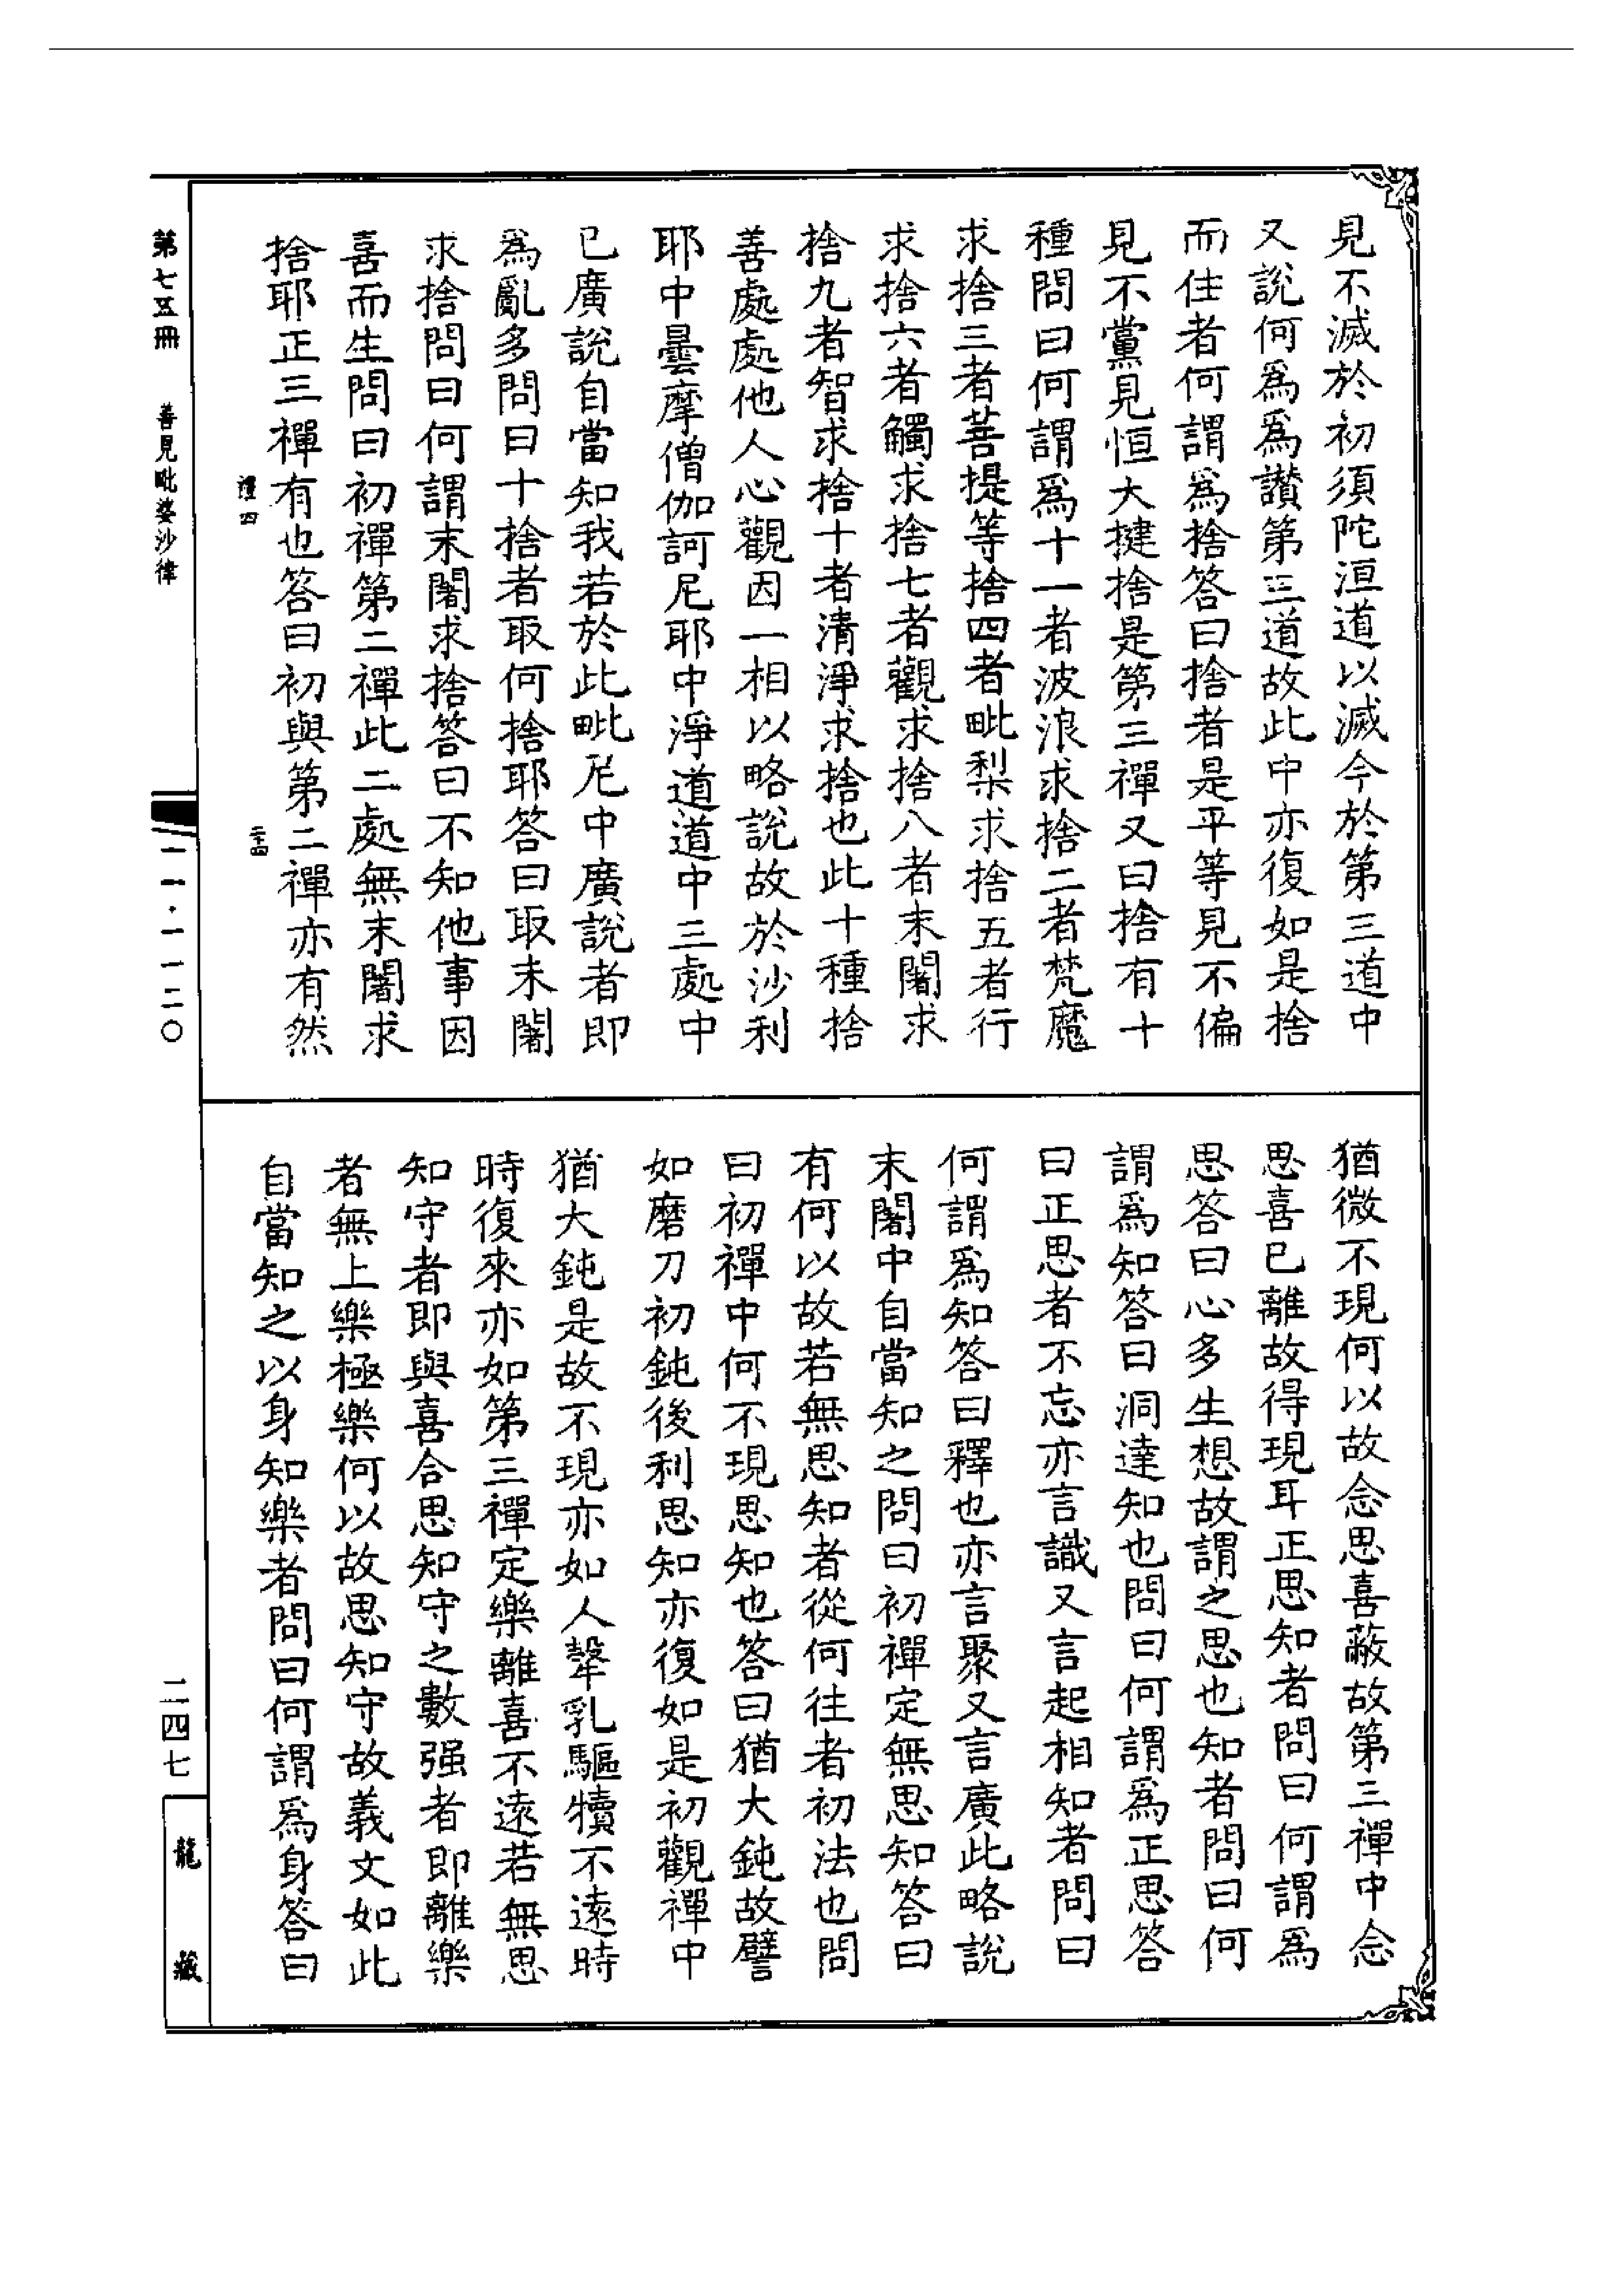 見不滅於初須陀洹道以滅今於第三道中
又說何爲爲讚第三道故此中亦復如是捨
而住者何謂爲捨答曰捨者是平等見不偏
見不黨見恒大揵捨是第三禪又曰捨有十
種問曰何謂爲十一者波浪求捨二者梵魔
求捨三者菩提等捨四者毗梨求捨五者行
求捨六者觸求捨七者觀求捨八者末闍求
捨九者智求捨十者清淨求捨也此十種捨
善處處他人心觀因一相以略說故於沙利
耶中曇摩僧伽訶尼耶中淨道道中三處中
已廣說自當知我若於此毗尼中廣說者即
爲亂多問曰十捨者取何捨耶答曰取末闍
求捨問曰何謂末闍求捨答曰不知他事因
喜而生問曰初禪第二禪此二處無末闍求
捨耶正三禪有也答曰初與第二禪亦有然
猶微不現何以故念思喜蔽故第三禪中念
思喜已離故得現耳正思知者問曰何謂爲
思答曰心多生想故謂之思也知者問曰何
謂爲知答曰洞達知也問曰何謂爲正思答
曰正思者不忘亦言識又言起相知者問曰
何謂爲知答曰釋也亦言聚又言廣此略說
末闍中自當知之問曰初禪定無思知答曰
有何以故若無思知者從何往者初法也問
曰初禪中何不現思知也答曰猶大鈍故譬
如磨刀初鈍後利思知亦復如是初觀禪中
猶大鈍是故不現亦如人𤚲乳驅犢不遠時
時復來亦如第三禪定樂離喜不遠若無思
知守者即與喜合思知守之數强者即離樂
者無上樂極樂何以故思知守故義文如此
自當知之以身知樂者問曰何謂爲身答曰
禮四
二十四
第七五冊
善見毗婆沙律
一一·一一二〇
二四七
龍藏